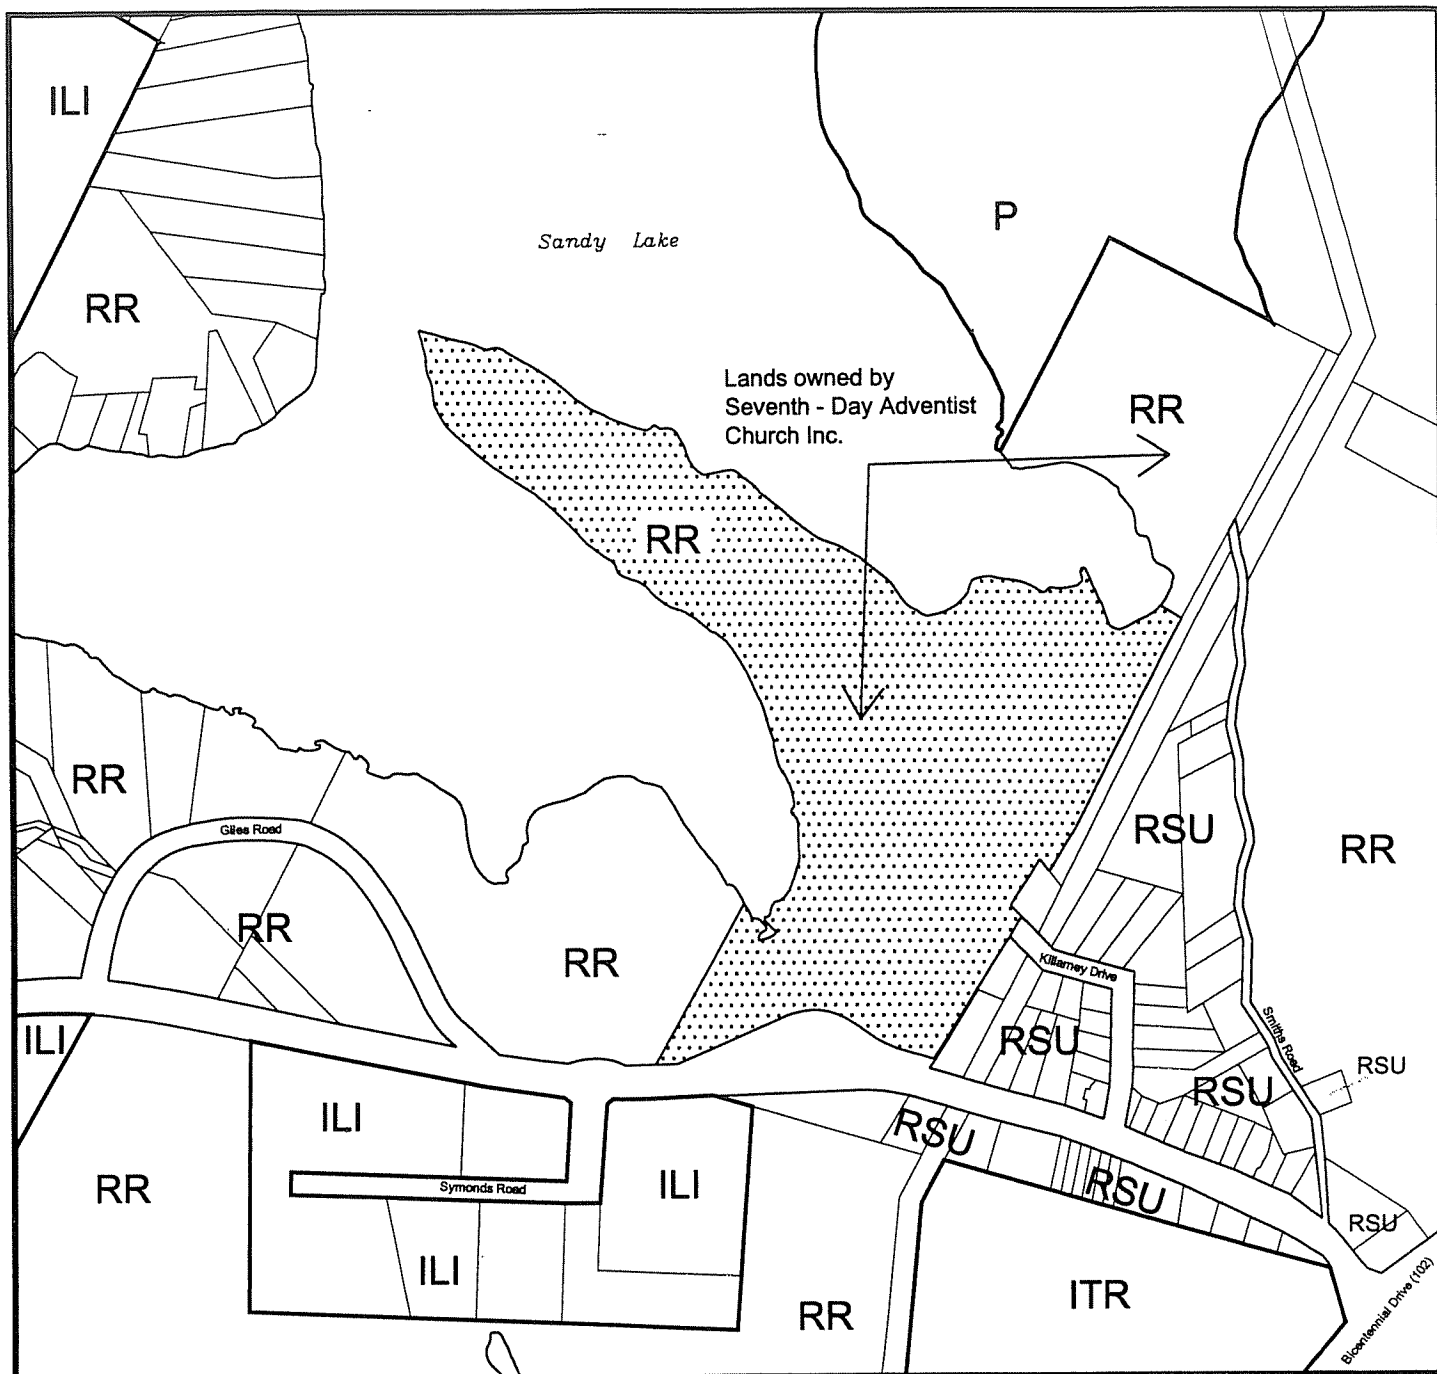 ILI
P
Sandy Lake
RR
Lands owned by
Seventh - Day Adventist
Church Inc.
RR
RR
RR
Giles Road
RSU
RR
RR
RR
Killarney Drive
Smiths Road
ILI
RSU
RSU
RSU
ILI
RSU
RR
Symonds Road
ILI
RSU
RSU
ILI
RR
ITR
Bicentennial Drive (102)